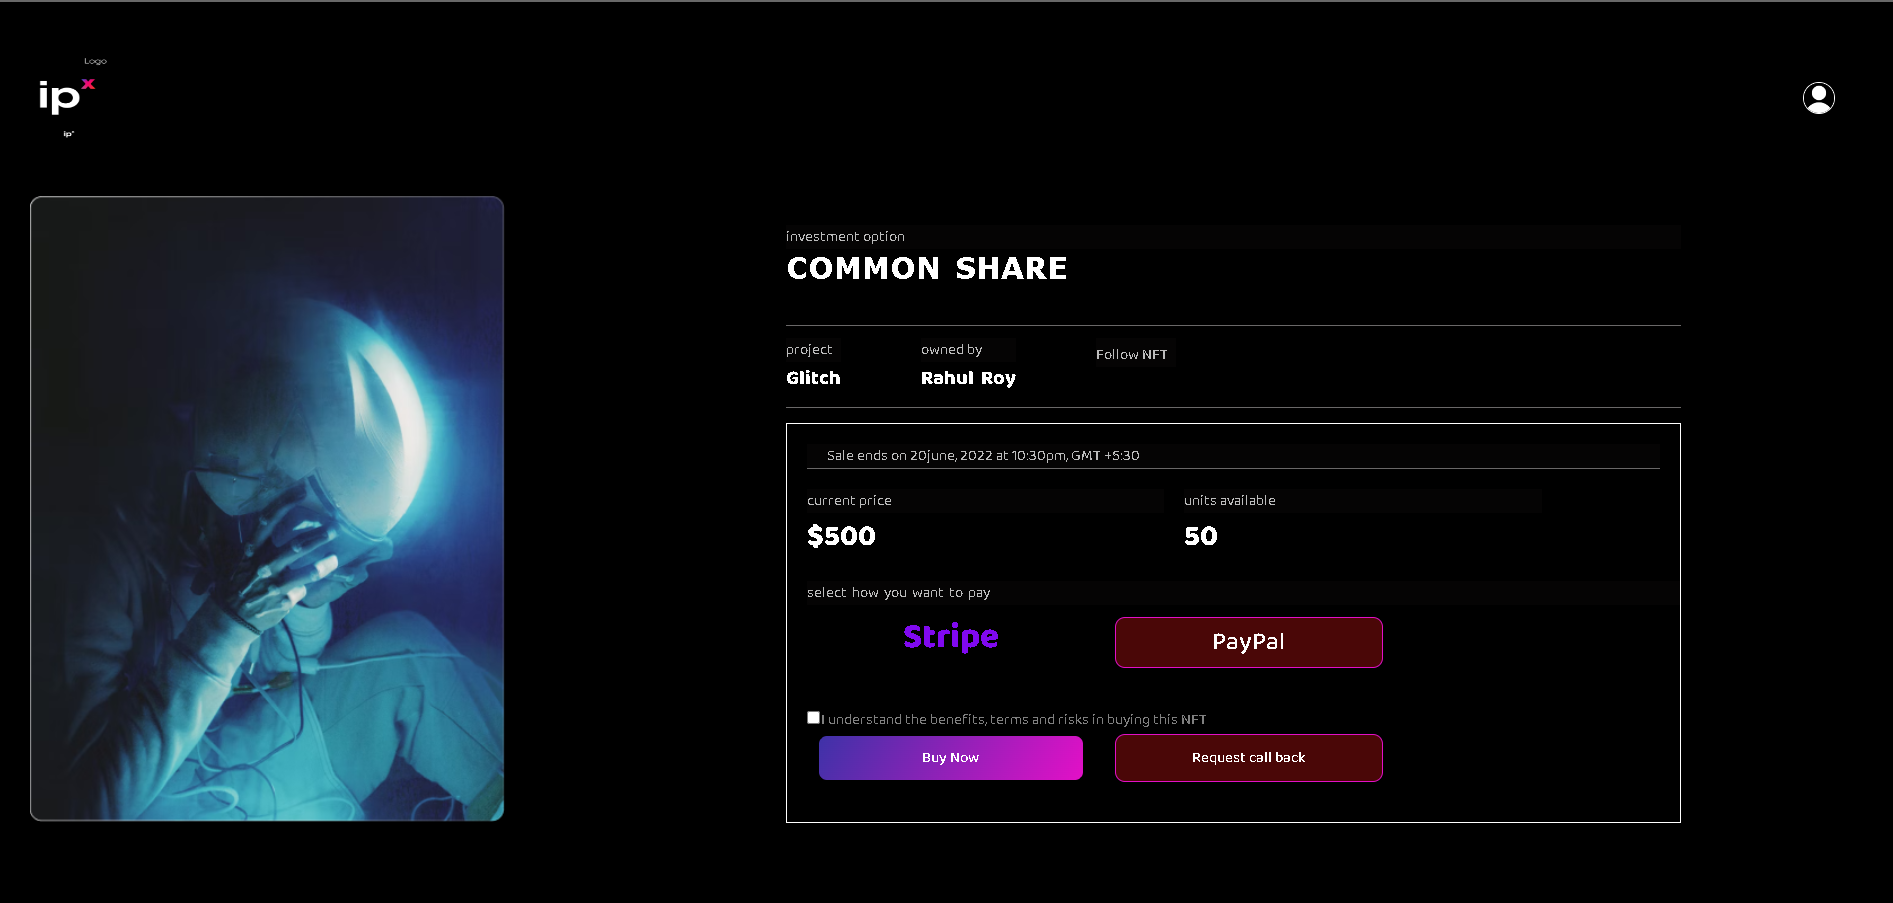 Logo
ip x
ip x
investment option
COMMON SHARE
project
owned by
Follow NFT
Glitch
Rahul Roy
Sale ends on 20june, 2022 at 10:30pm, GMT +5:30
current price
units available
$500
50
select how you want to pay
Stripe
PayPal
I understand the benefits, terms and risks in buying this NFT
Buy Now
Request call back